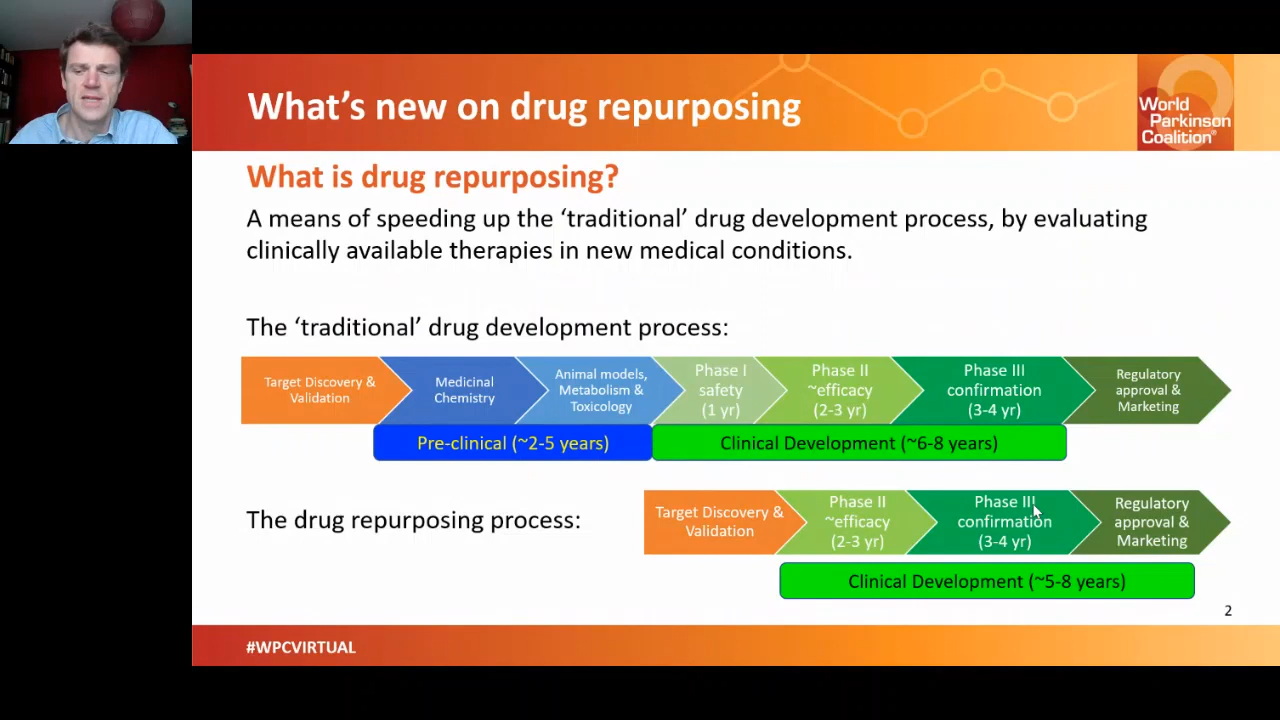 What's new on drug repurposing
World
Parkinson
Coalition®
What is drug repurposing?
A means of speeding up the ‘traditional’ drug development process, by evaluating
clinically available therapies in new medical conditions.
The ‘traditional’ drug development process:
Target Discovery &
Validation
Medicinal
Chemistry
Animal models,
Metabolism &
Toxicology
Phase I
safety
(1 yr)
Phase II
~efficacy
(2-3 yr)
Phase III
confirmation
(3-4 yr)
Regulatory
approval &
Marketing
Pre-clinical (~2-5 years)
Clinical Development (~6-8 years)
The drug repurposing process:
Target Discovery &
Validation
Phase II
~efficacy
(2-3 yr)
Phase III
confirmation
(3-4 yr)
Regulatory
approval &
Marketing
Clinical Development (~5-8 years)
2
#WPCVIRTUAL